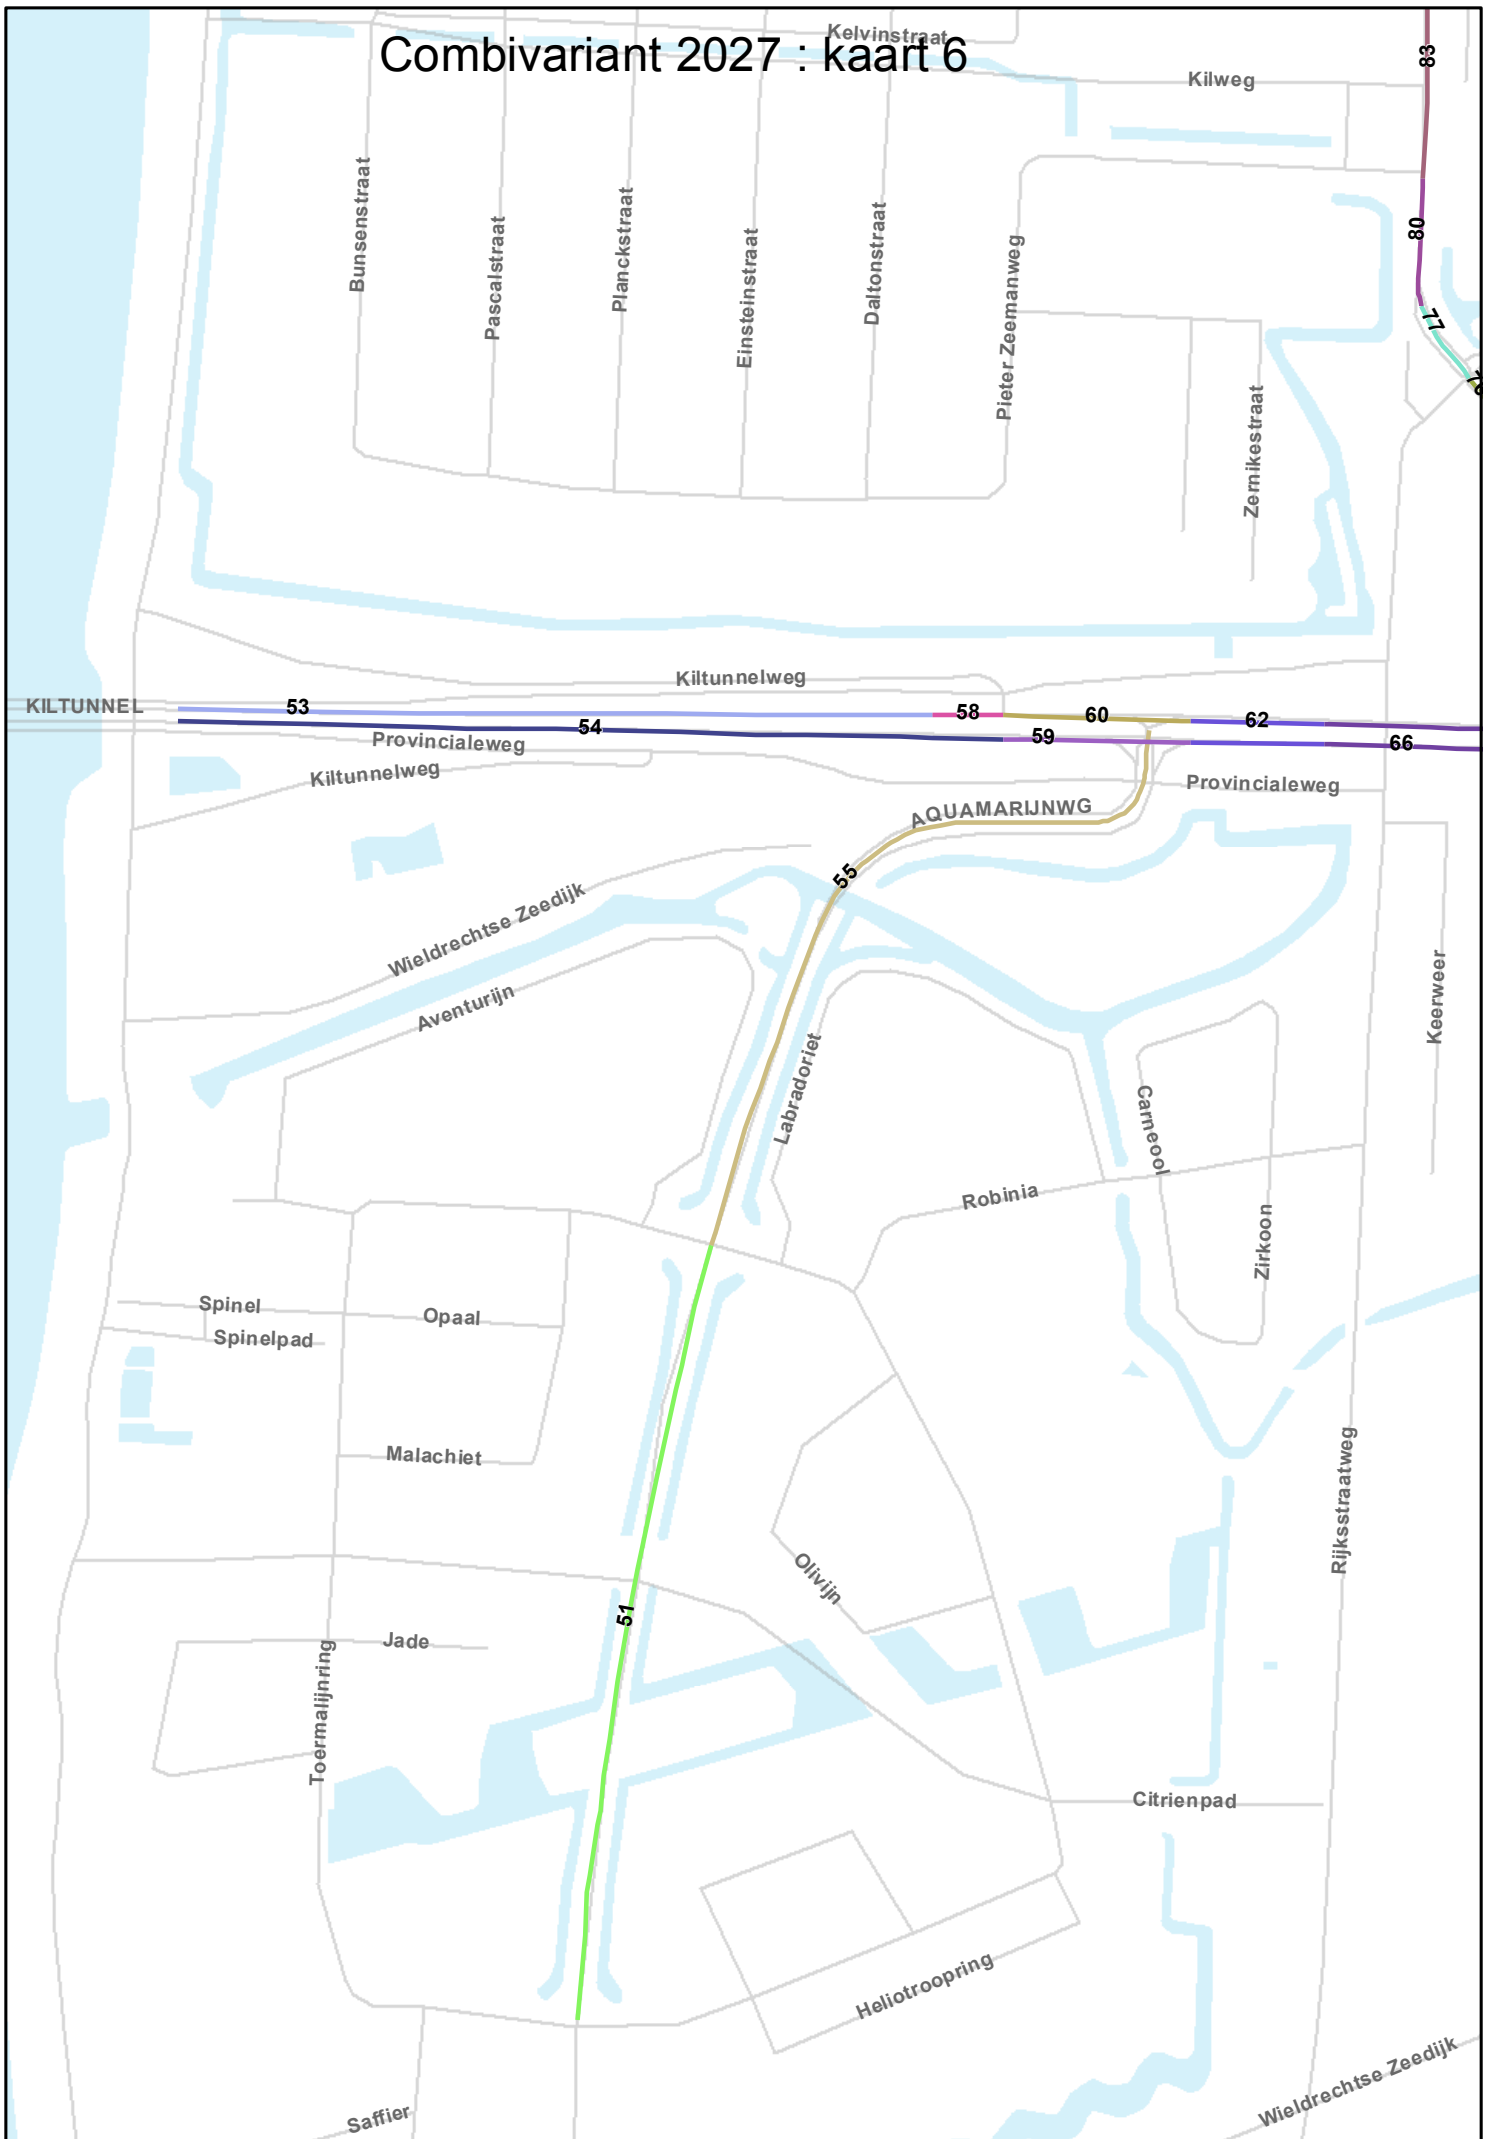 Combivariant 2027 : kaart 6
Kelvinstraat
Kilweg
83
Bunsenstraat
Pascalstraat
Planckstraat
Einsteinstraat
Daltonstraat
Pieter Zeemanweg
Zernikestraat
80
77
Kiltunnelweg
KILTUNNEL
53
54
58
60
62
59
66
Provincialeweg
Kiltunnelweg
Provincialeweg
AQUAMARIJNWG
55
Wieldrechtse Zeedijk
Aventurijn
Labradoriet
Keerweer
Carneool
Robinia
Zirkoon
Spinel
Spinelpad
Opaal
Malachiet
Rijksstraatweg
Olivijn
51
Jade
Toermalijnring
Citrienpad
Heliotroopring
Saffier
Wieldrechtse Zeedijk